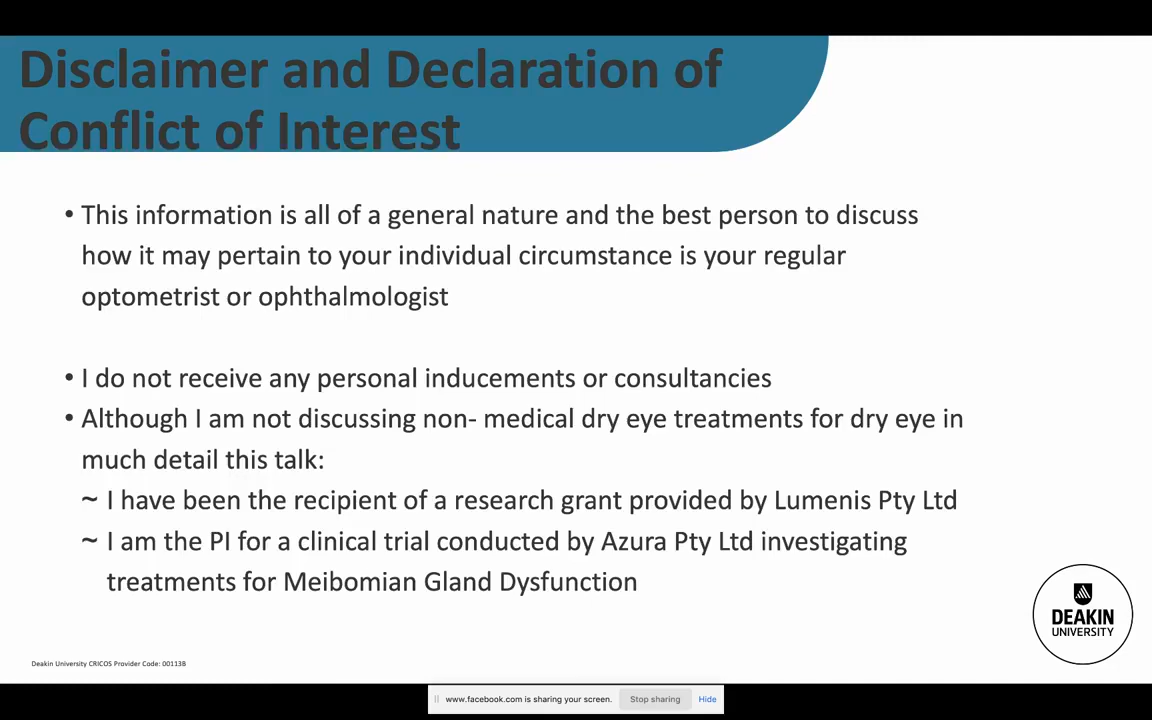 Disclaimer and Declaration of
Conflict of Interest
• This information is all of a general nature and the best person to discuss
how it may pertain to your individual circumstance is your regular
optometrist or ophthalmologist
• I do not receive any personal inducements or consultancies
• Although I am not discussing non- medical dry eye treatments for dry eye in
much detail this talk:
~ I have been the recipient of a research grant provided by Lumenis Pty Ltd
~ I am the PI for a clinical trial conducted by Azura Pty Ltd investigating
treatments for Meibomian Gland Dysfunction
DEAKIN
UNIVERSITY
Deakin University CRICOS Provider Code: 00113B
www.facebook.com is sharing your screen. Stop sharing Hide